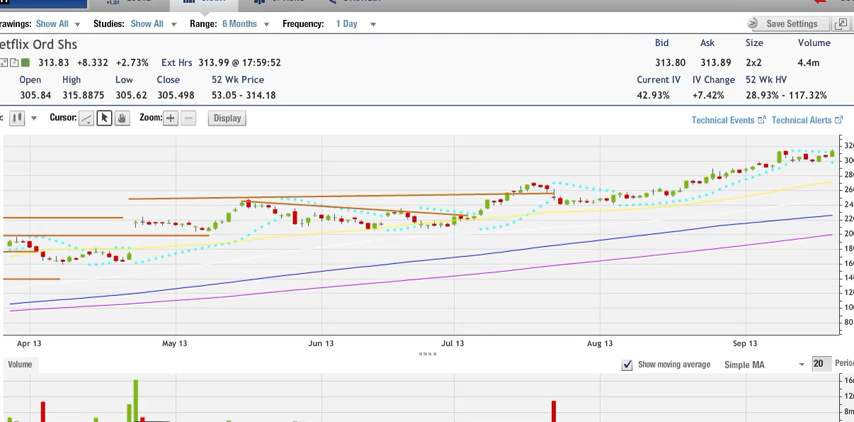 rawings: Show All Studies: Show All Range: 6 Months Frequency: 1 Day Save Settings
etflix Ord Shs
313.83 +8.332 +2.73% Ext Hrs 313.99 @ 17:59:52
Open High Low Close 52 Wk Price
305.84 315.8875 305.62 305.498 53.05 - 314.18
Bid Ask Size Volume
313.80 313.89 2x2 4.4m
Current IV IV Change 52 Wk HV
42.93% +7.42% 28.93% - 117.32%
Cursor: Zoom: Display Technical Events Technical Alerts
320
300
280
260
240
220
200
180
160
140
120
100
80
Apr 13 May 13 Jun 13 Jul 13 Aug 13 Sep 13
Volume Show moving average Simple MA 20 Perio
16m
12m
8m